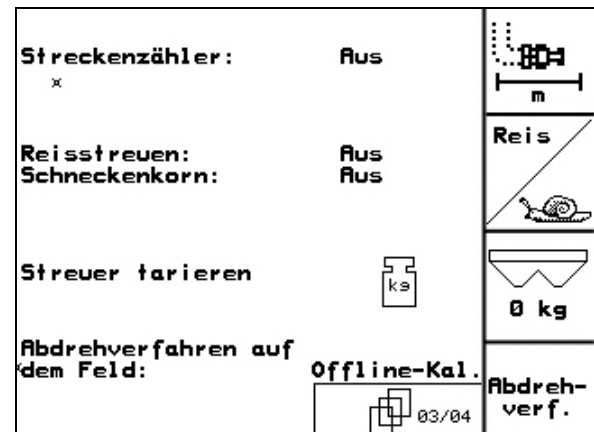 Streckenzähler: Aus
m
Reisstreuen: Aus
Schneckenkorn: Aus
Reis
Streuer tarieren
kg
0 kg
Abdrehverfahren auf
dem Feld: Offline-Kal.
03/04
Abdreh-
verf.